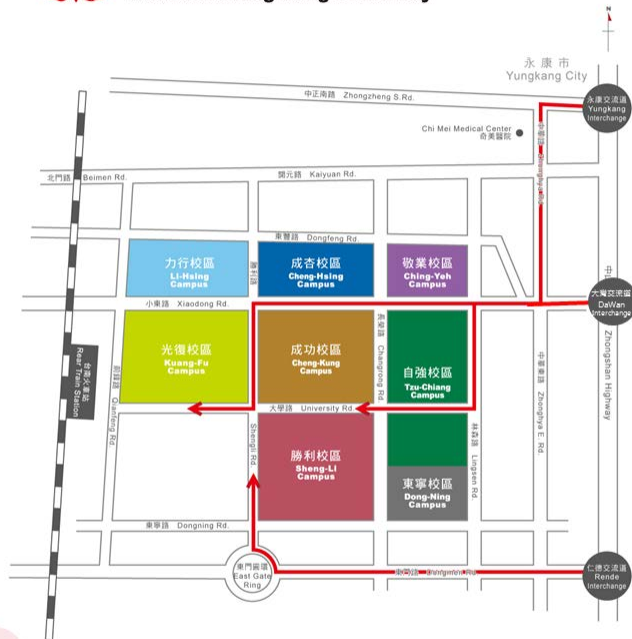 N
永康市
Yungkang City
永康交流道
Yungkang
Interchange
中正南路 Zhongzheng S.Rd.
Chi Mei Medical Center
奇美醫院
北門路 Beimen Rd.
開元路 Kaiyuan Rd.
東豐路 Dongfeng Rd.
力行校區
Li-Hsing
Campus
勝利路
成杏校區
Cheng-Hsing
Campus
敬業校區
Ching-Yeh
Campus
大灣交流道
DaWan
Interchange
小東路 Xiaodong Rd.
光復校區
Kuang-Fu
Campus
成功校區
Cheng-Kung
Campus
長榮路 Changrong Rd.
自強校區
Tzu-Chiang
Campus
台南火車站
Rear Train Station
前鋒路 Qianfeng Rd.
大學路 University Rd.
中華東路 Zhonghya E. Rd.
Zhongshan Highway
Shengli Rd.
勝利校區
Sheng-Li
Campus
林森路 Lingsen Rd.
東寧校區
Dong-Ning
Campus
東寧路 Dongning Rd.
東門圓環
East Gate
Ring
東門路
仁德交流道
Rende
Interchange